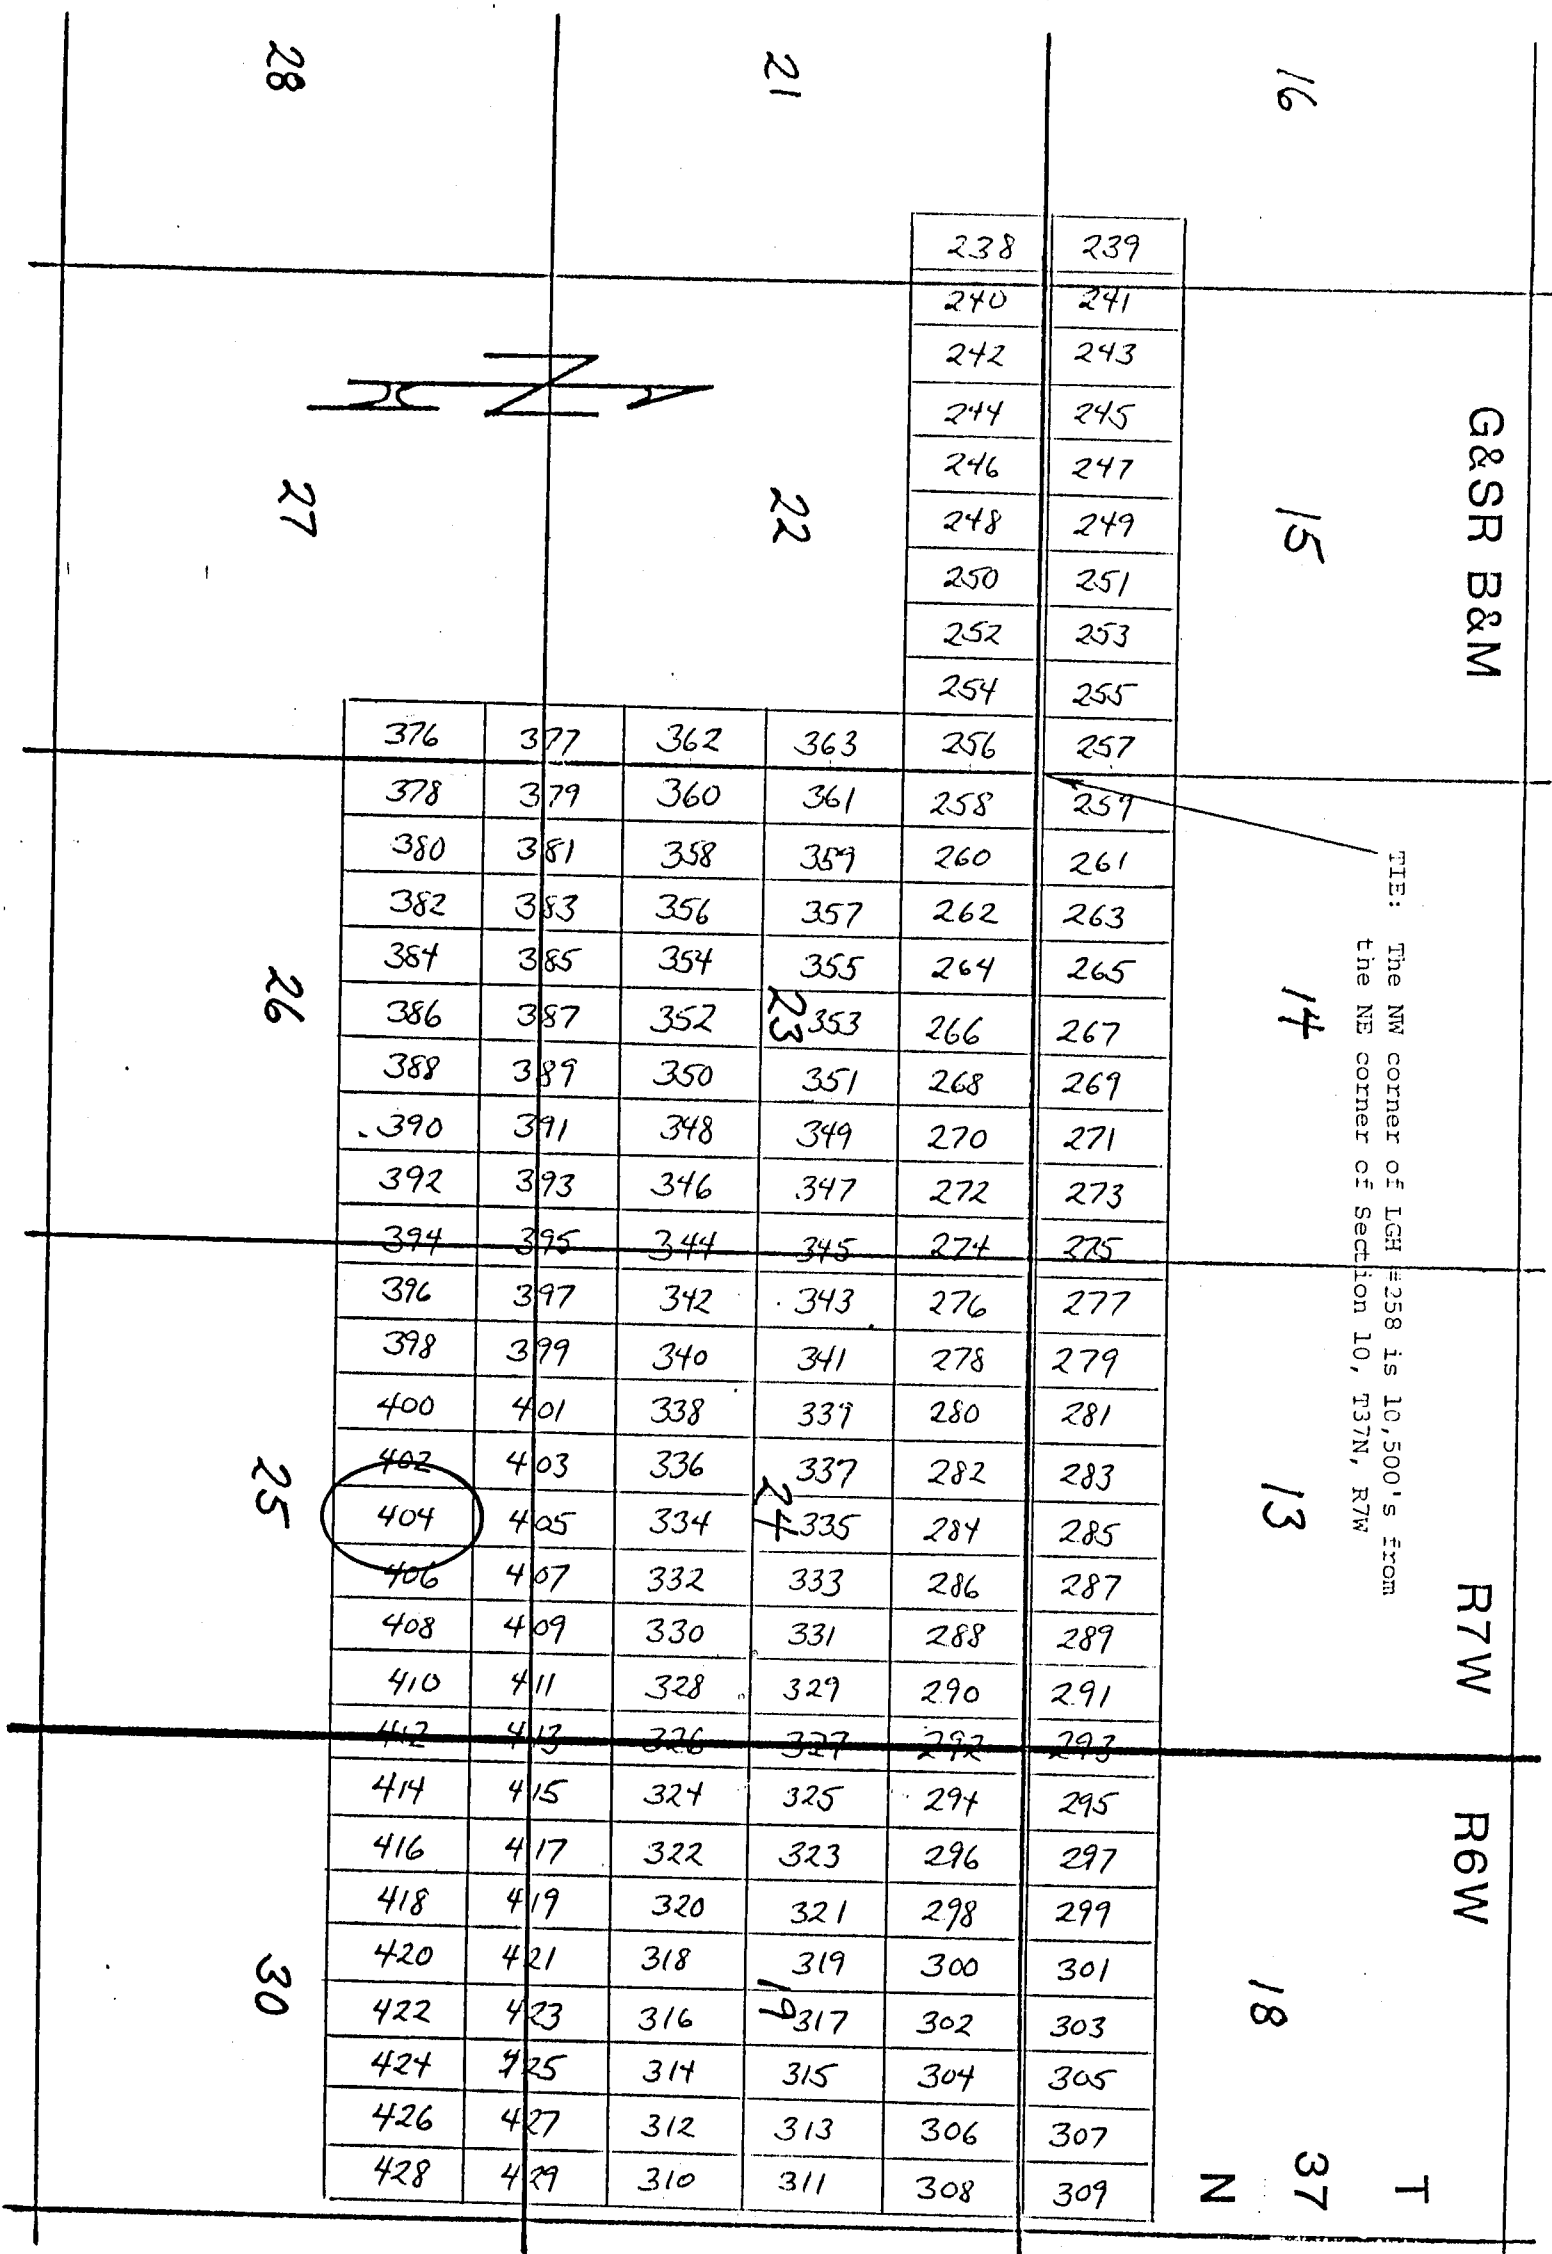 G&SR B&M
R7W
R6W
T
37
N
TIE: The NW corner of LGH #258 is 10,500's from
the NE corner of Section 10, T37N, R7W
16
15
14
13
18
21
22
23
24
19
28
27
26
25
30
N
238 239
240 241
242 243
244 245
246 247
248 249
250 251
252 253
254 255
376 377 362 363 256 257
378 379 360 361 258 259
380 381 358 359 260 261
382 383 356 357 262 263
384 385 354 355 264 265
386 387 352 353 266 267
388 389 350 351 268 269
390 391 348 349 270 271
392 393 346 347 272 273
394 395 344 345 274 275
396 397 342 343 276 277
398 399 340 341 278 279
400 401 338 339 280 281
402 403 336 337 282 283
404 405 334 335 284 285
406 407 332 333 286 287
408 409 330 331 288 289
410 411 328 329 290 291
412 413 326 327 292 293
414 415 324 325 294 295
416 417 322 323 296 297
418 419 320 321 298 299
420 421 318 319 300 301
422 423 316 317 302 303
424 425 314 315 304 305
426 427 312 313 306 307
428 429 310 311 308 309